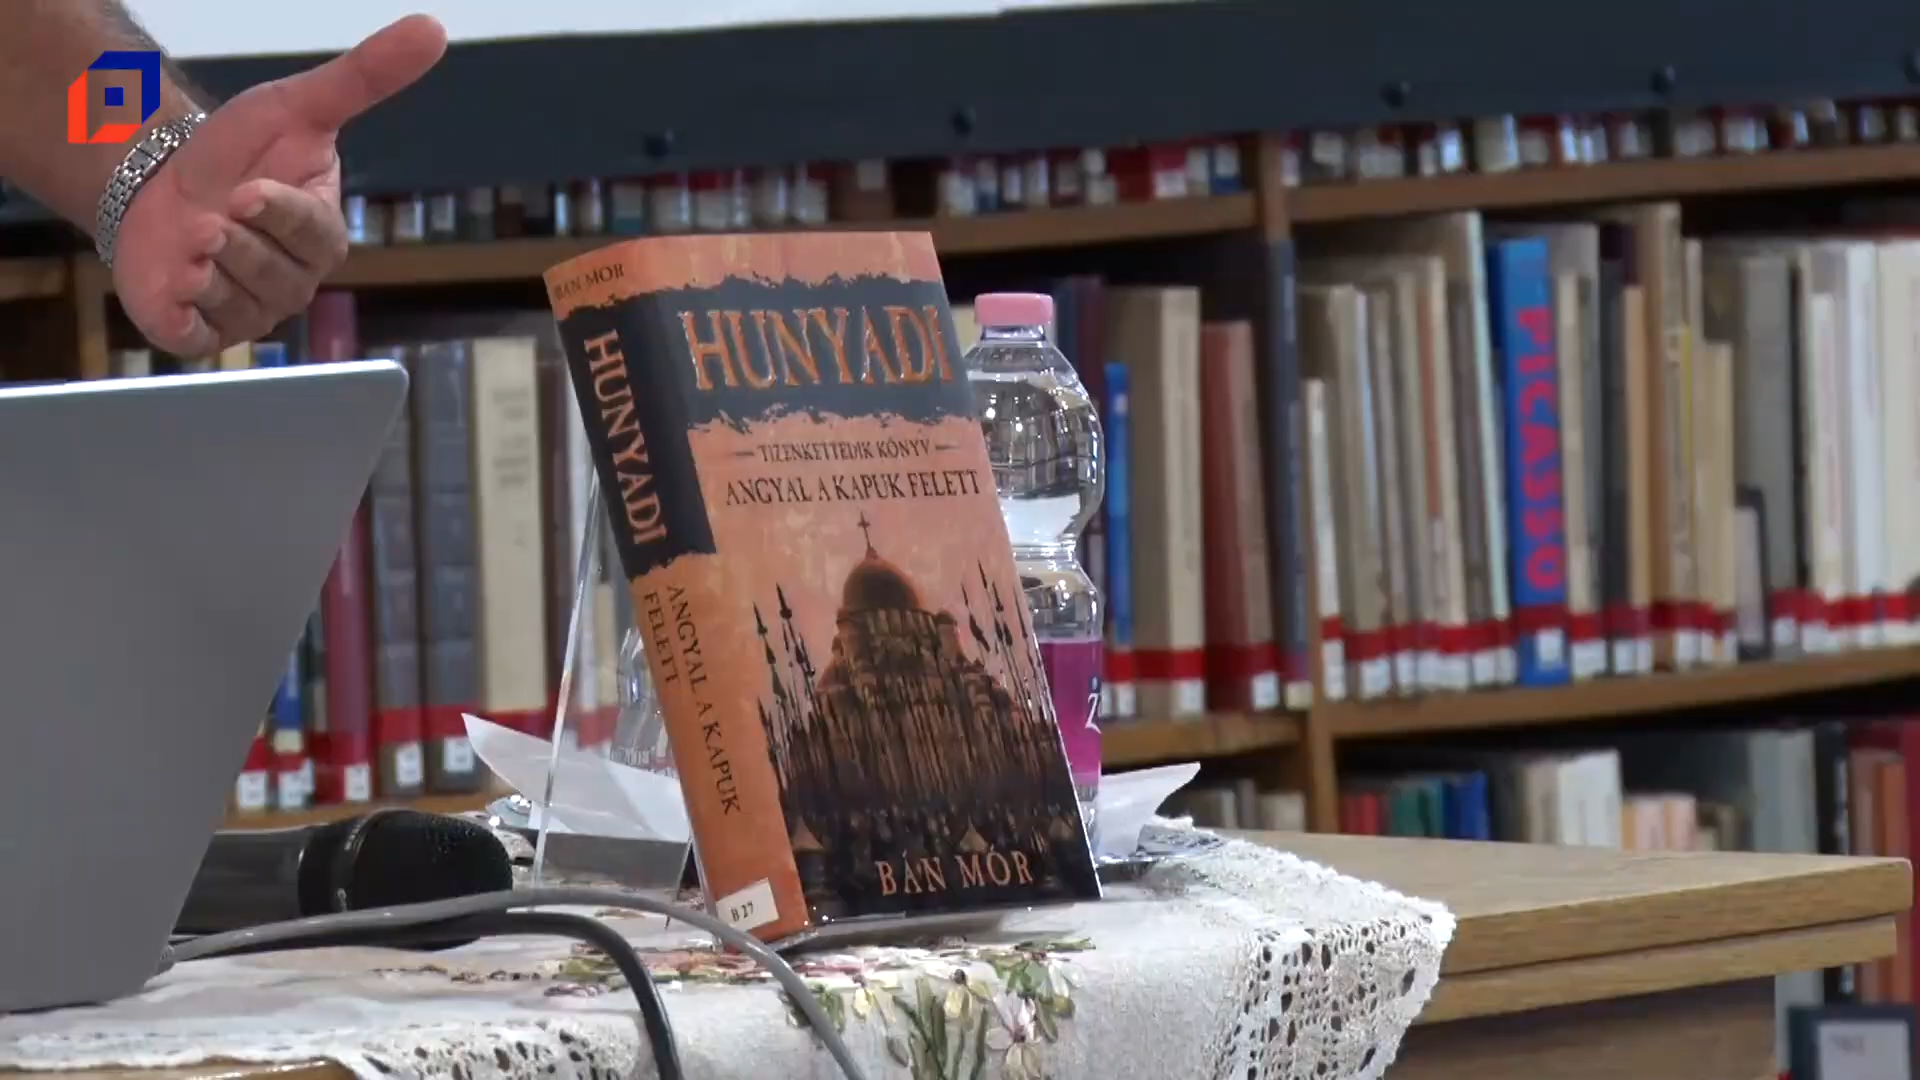 BÁN MÓR
HUNYADI
ANGYAL A KAPUK
FELETT
B 27
HUNYADI
TIZENKETTEDIK KÖNYV
ANGYAL A KAPUK FELETT
BÁN MÓR
PICASSO